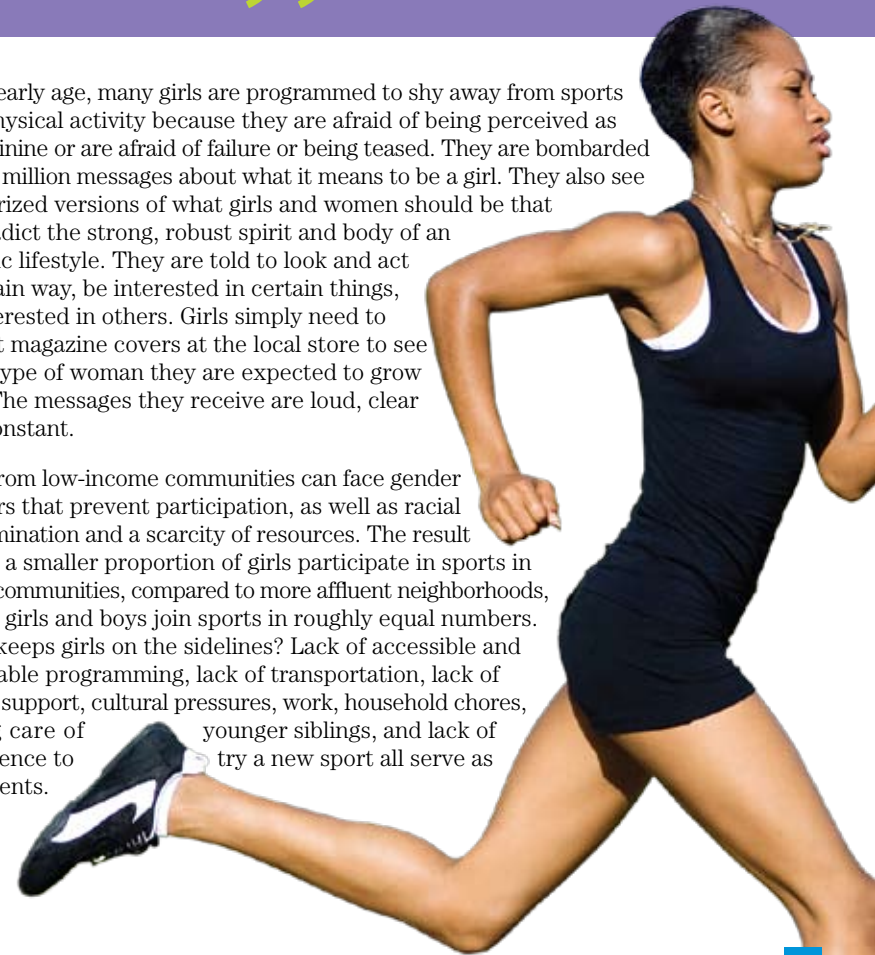 early age, many girls are programmed to shy away from sports
hysical activity because they are afraid of being perceived as
inine or are afraid of failure or being teased. They are bombarded
million messages about what it means to be a girl. They also see
rized versions of what girls and women should be that
adict the strong, robust spirit and body of an
ic lifestyle. They are told to look and act
ain way, be interested in certain things,
erested in others. Girls simply need to
t magazine covers at the local store to see
ype of woman they are expected to grow
The messages they receive are loud, clear
onstant.
rom low-income communities can face gender
rs that prevent participation, as well as racial
mination and a scarcity of resources. The result
a smaller proportion of girls participate in sports in
communities, compared to more affluent neighborhoods,
girls and boys join sports in roughly equal numbers.
keeps girls on the sidelines? Lack of accessible and
able programming, lack of transportation, lack of
support, cultural pressures, work, household chores,
g care of younger siblings, and lack of
ence to try a new sport all serve as
ents.